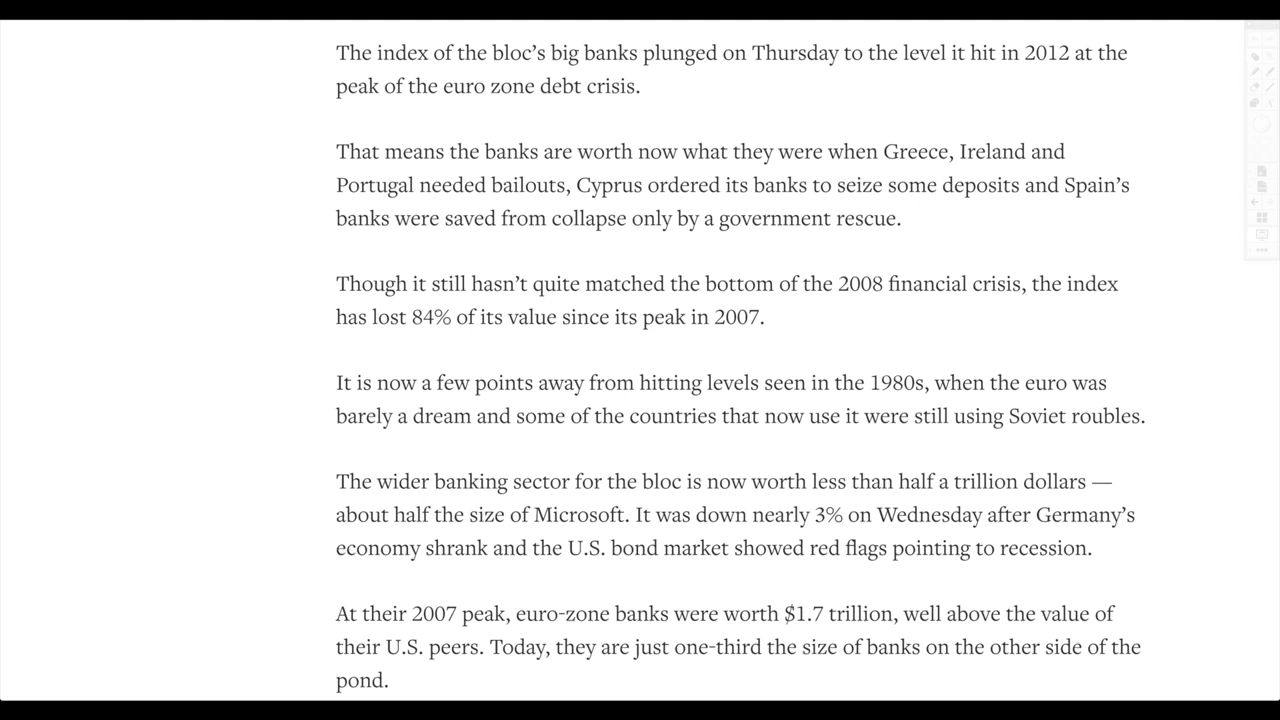 The index of the bloc’s big banks plunged on Thursday to the level it hit in 2012 at the
peak of the euro zone debt crisis.
That means the banks are worth now what they were when Greece, Ireland and
Portugal needed bailouts, Cyprus ordered its banks to seize some deposits and Spain’s
banks were saved from collapse only by a government rescue.
Though it still hasn’t quite matched the bottom of the 2008 financial crisis, the index
has lost 84% of its value since its peak in 2007.
It is now a few points away from hitting levels seen in the 1980s, when the euro was
barely a dream and some of the countries that now use it were still using Soviet roubles.
The wider banking sector for the bloc is now worth less than half a trillion dollars —
about half the size of Microsoft. It was down nearly 3% on Wednesday after Germany’s
economy shrank and the U.S. bond market showed red flags pointing to recession.
At their 2007 peak, euro-zone banks were worth $1.7 trillion, well above the value of
their U.S. peers. Today, they are just one-third the size of banks on the other side of the
pond.